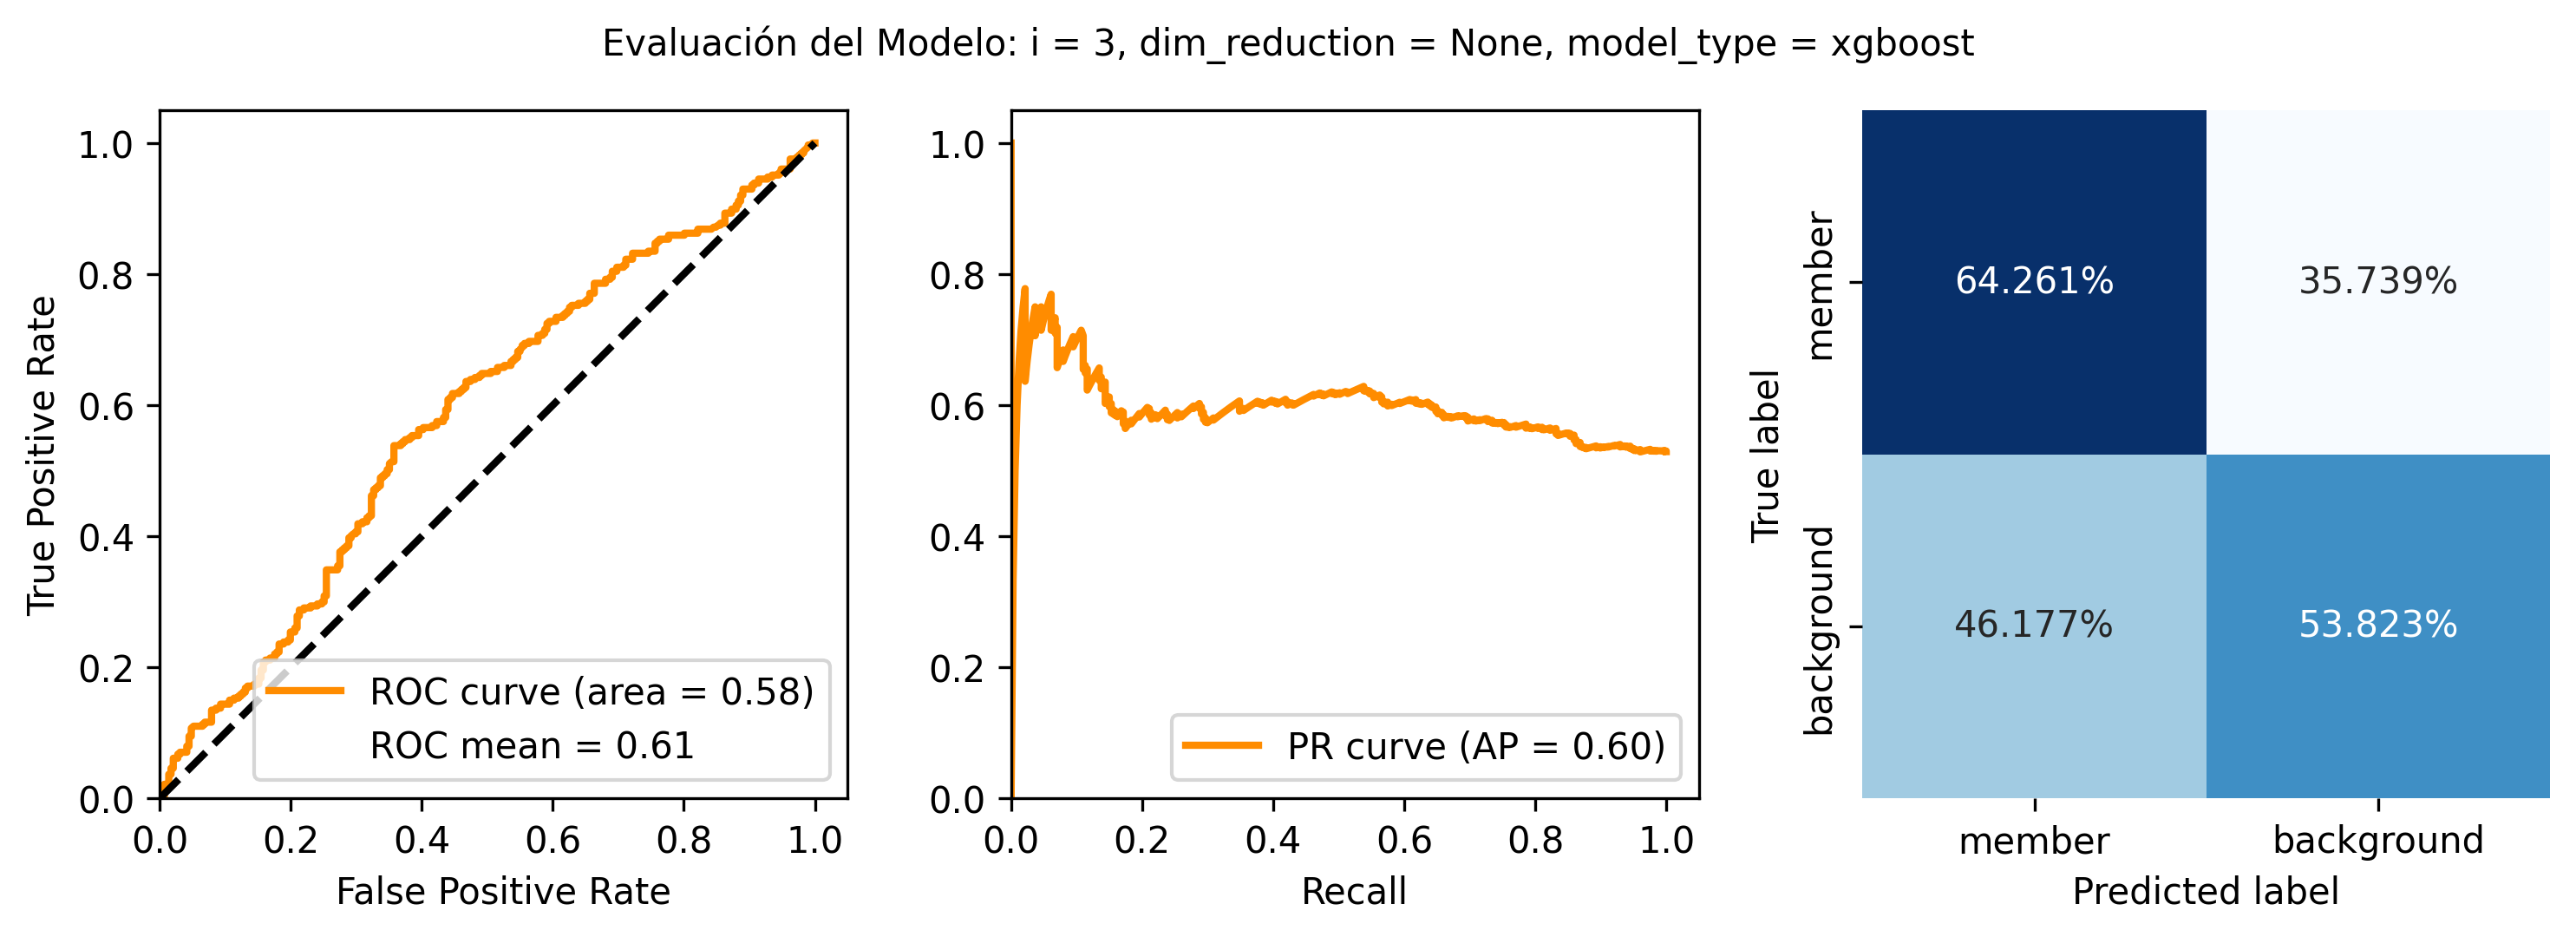 Evaluación del Modelo: i = 3, dim_reduction = None, model_type = xgboost
True Positive Rate
1.0
0.8
0.6
0.4
0.2
0.0
0.0 0.2 0.4 0.6 0.8 1.0
False Positive Rate
ROC curve (area = 0.58)
ROC mean = 0.61
1.0
0.8
0.6
0.4
0.2
0.0
0.0 0.2 0.4 0.6 0.8 1.0
Recall
PR curve (AP = 0.60)
True label
member
background
64.261% 35.739%
46.177% 53.823%
member background
Predicted label